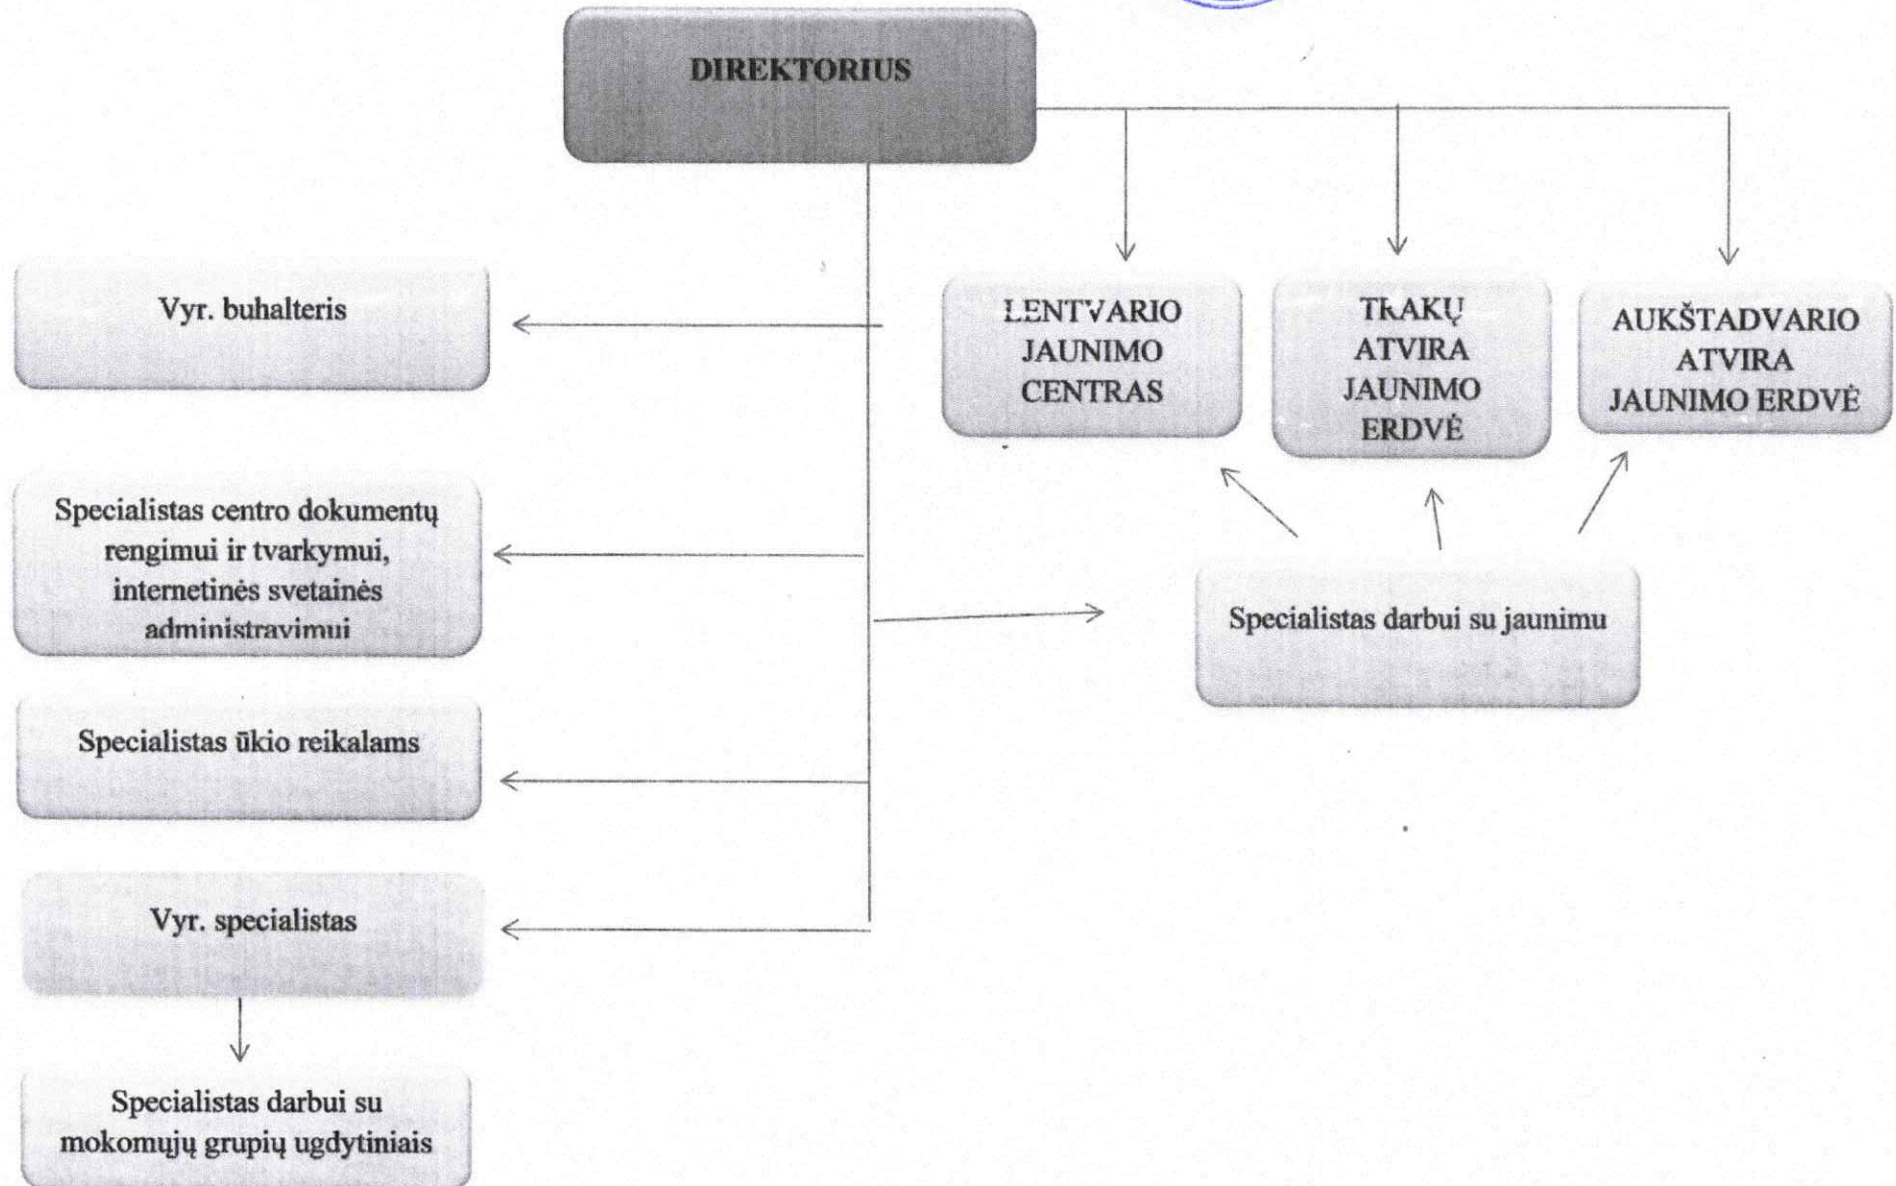 DIREKTORIUS
Vyr. buhalteris
LENTVARIO
JAUNIMO
CENTRAS
TRAKŲ
ATVIRA
JAUNIMO
ERDVĖ
AUKŠTADVARIO
ATVIRA
JAUNIMO ERDVĖ
Specialistas centro dokumentų
rengimui ir tvarkymui,
internetinės svetainės
administravimui
Specialistas darbui su jaunimu
Specialistas ūkio reikalams
Vyr. specialistas
Specialistas darbui su
mokomųjų grupių ugdytiniais